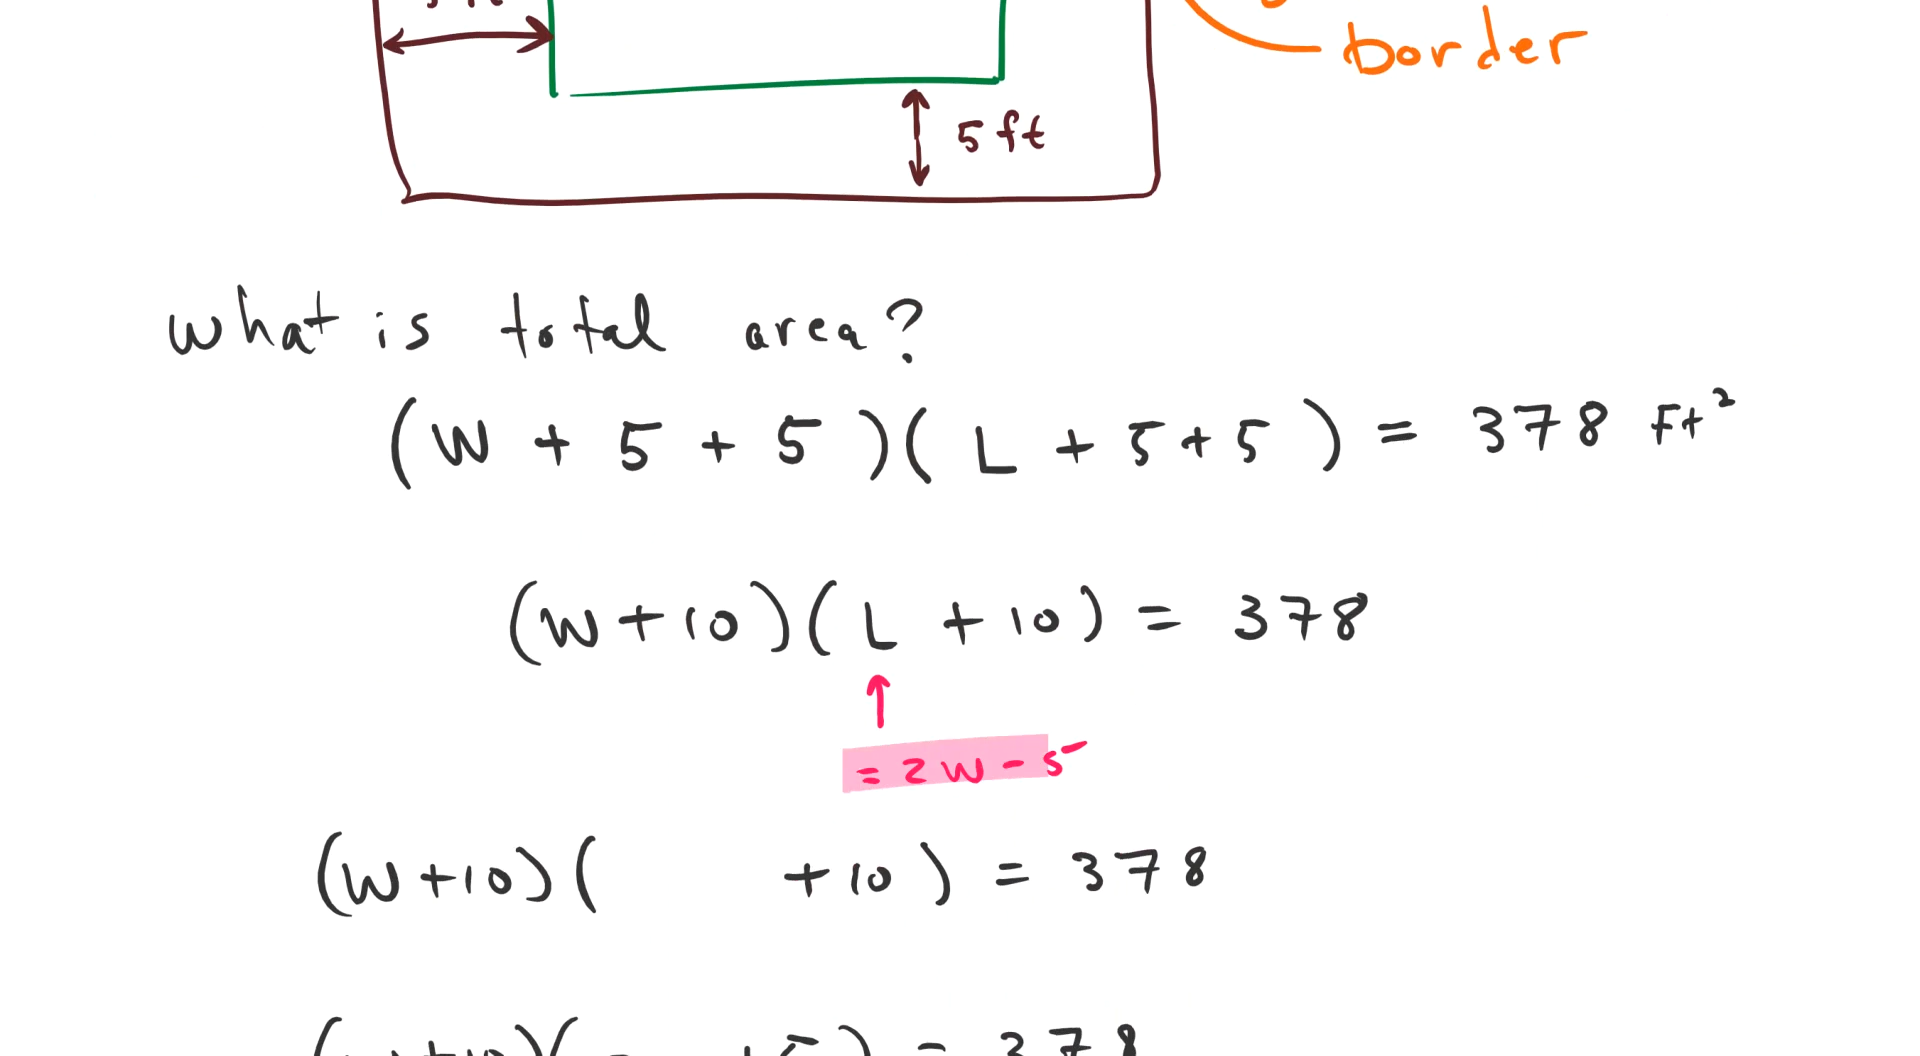 border
5 ft
What is total area?
(W + 5 + 5)(L + 5 + 5) = 378 Ft²
(W + 10)(L + 10) = 378
= 2W - 5
(W + 10)( + 10) = 378
= 378